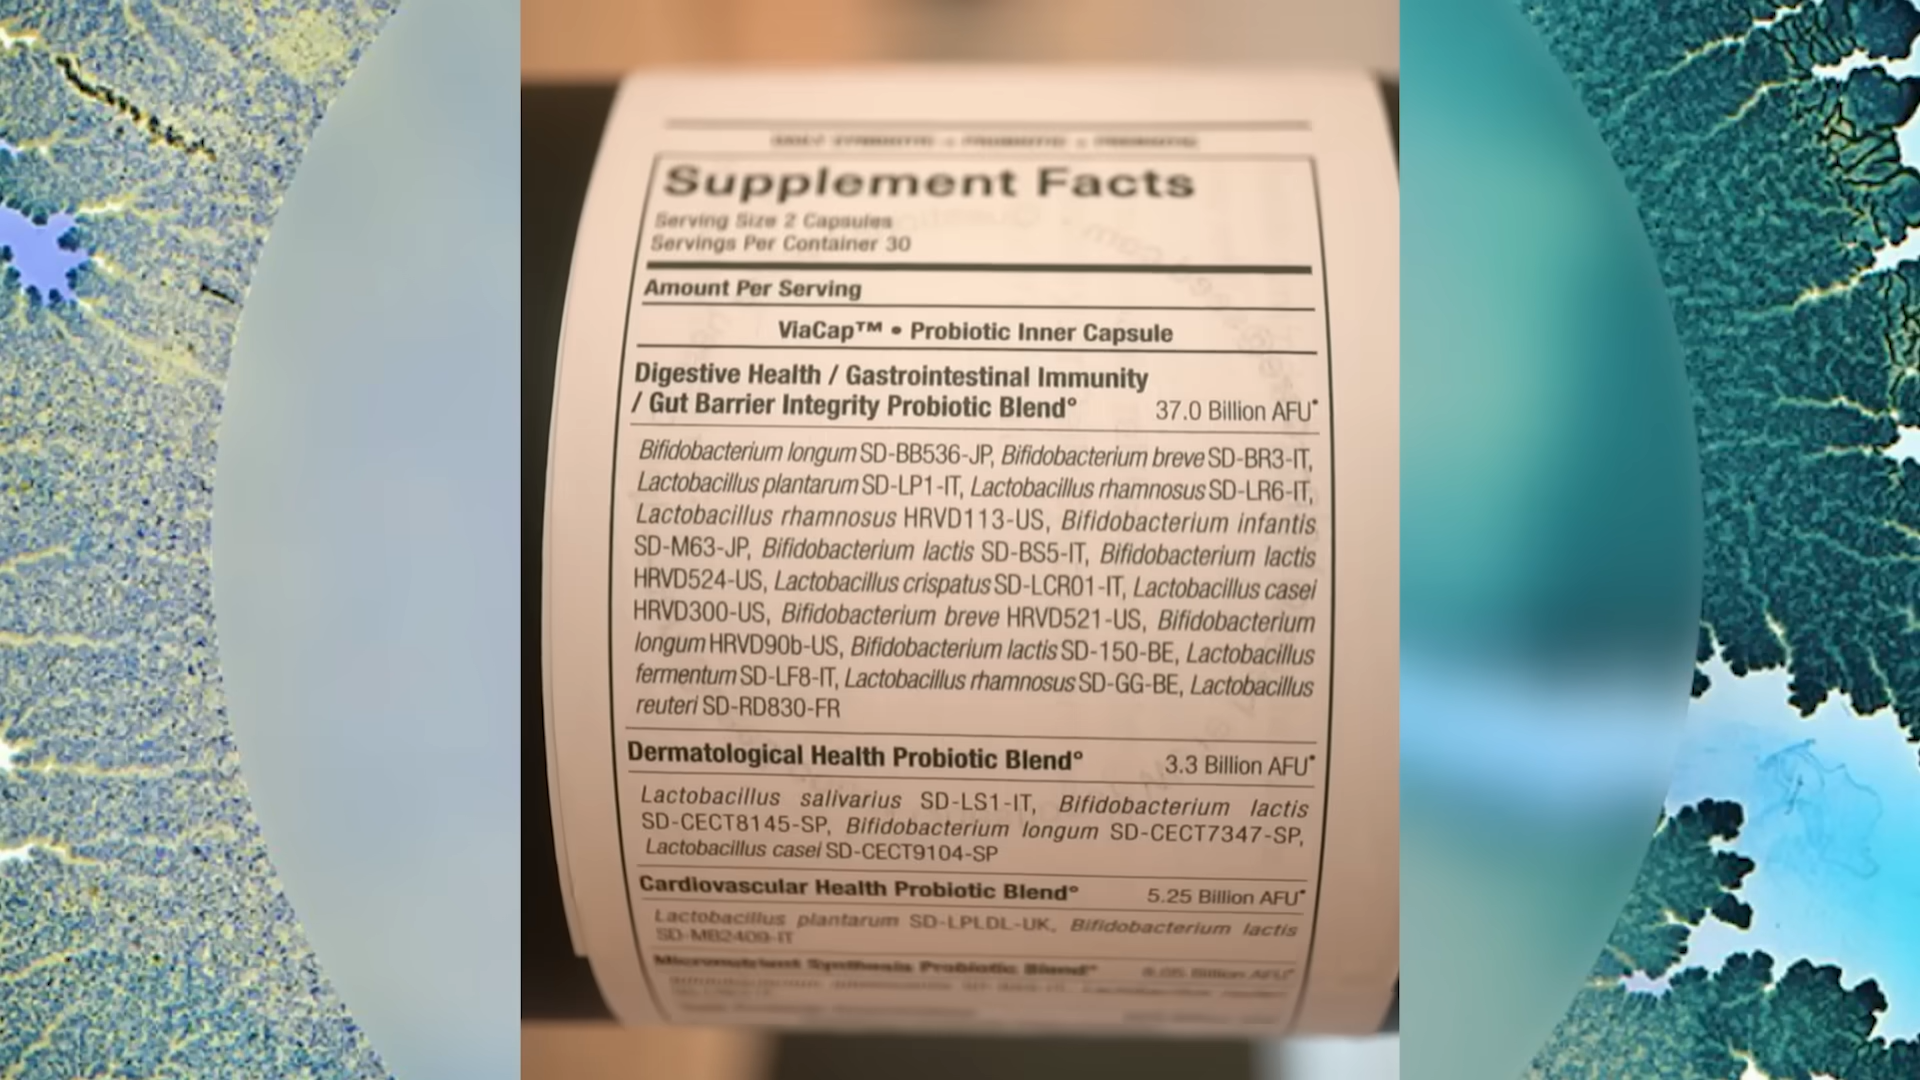 Supplement Facts
Serving Size 2 Capsules
Servings Per Container 30
Amount Per Serving
ViaCap™ • Probiotic Inner Capsule
Digestive Health / Gastrointestinal Immunity
/ Gut Barrier Integrity Probiotic Blend° 37.0 Billion AFU*
Bifidobacterium longum SD-BB536-JP, Bifidobacterium breve SD-BR3-IT,
Lactobacillus plantarum SD-LP1-IT, Lactobacillus rhamnosus SD-LR6-IT,
Lactobacillus rhamnosus HRVD113-US, Bifidobacterium infantis
SD-M63-JP, Bifidobacterium lactis SD-BS5-IT, Bifidobacterium lactis
HRVD524-US, Lactobacillus crispatus SD-LCR01-IT, Lactobacillus casei
HRVD300-US, Bifidobacterium breve HRVD521-US, Bifidobacterium
longum HRVD90b-US, Bifidobacterium lactis SD-150-BE, Lactobacillus
fermentum SD-LF8-IT, Lactobacillus rhamnosus SD-GG-BE, Lactobacillus
reuteri SD-RD830-FR
Dermatological Health Probiotic Blend° 3.3 Billion AFU*
Lactobacillus salivarius SD-LS1-IT, Bifidobacterium lactis
SD-CECT8145-SP, Bifidobacterium longum SD-CECT7347-SP,
Lactobacillus casei SD-CECT9104-SP
Cardiovascular Health Probiotic Blend° 5.25 Billion AFU*
Lactobacillus plantarum SD-LPLDL-UK, Bifidobacterium lactis
SD-MB2409-IT
Micronutrient Synthesis Probiotic Blend° Billion AFU*